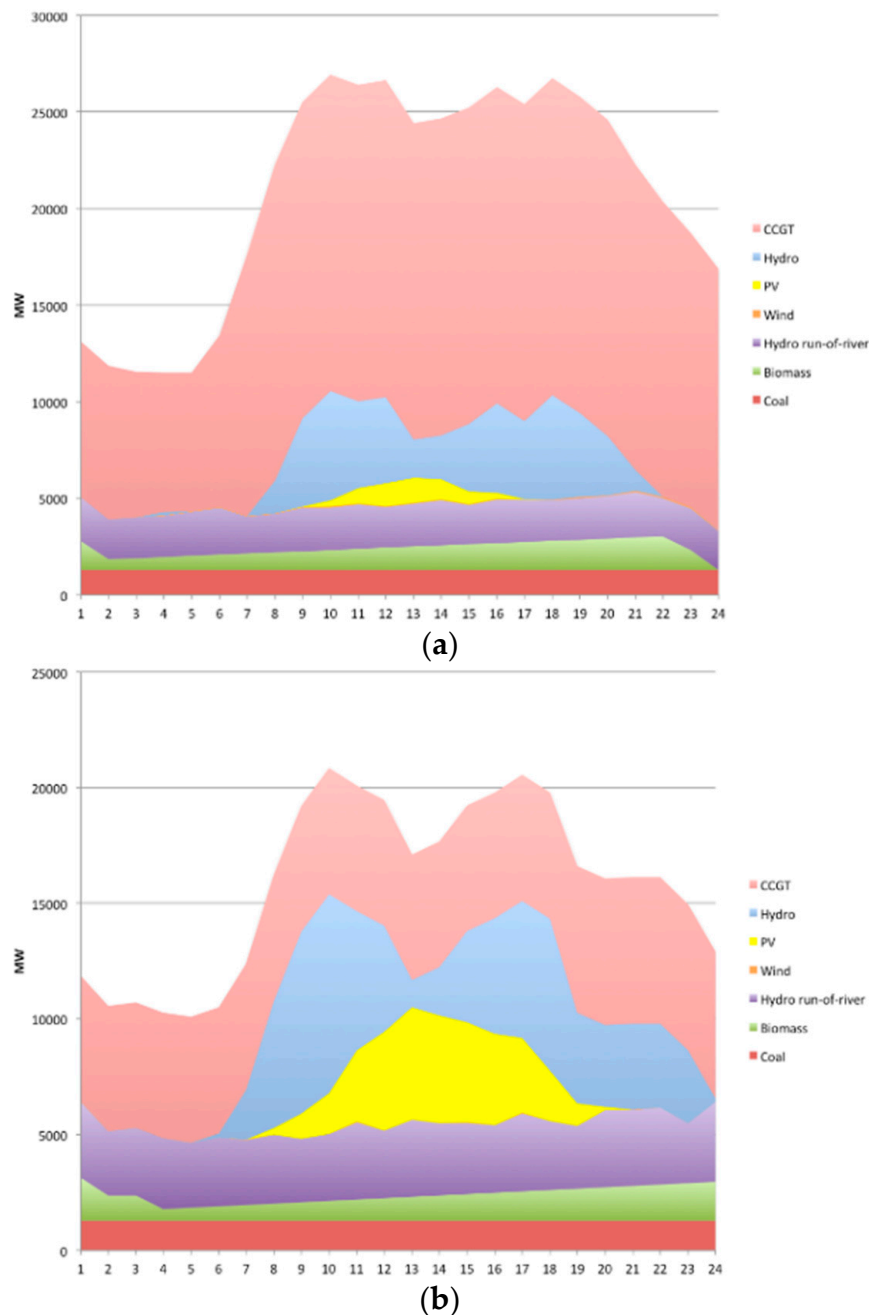 30000
25000
20000
15000
10000
5000
0
MW
1 2 3 4 5 6 7 8 9 10 11 12 13 14 15 16 17 18 19 20 21 22 23 24
CCGT
Hydro
PV
Wind
Hydro run-of-river
Biomass
Coal
(a)
25000
20000
15000
10000
5000
0
MW
1 2 3 4 5 6 7 8 9 10 11 12 13 14 15 16 17 18 19 20 21 22 23 24
CCGT
Hydro
PV
Wind
Hydro run-of-river
Biomass
Coal
(b)